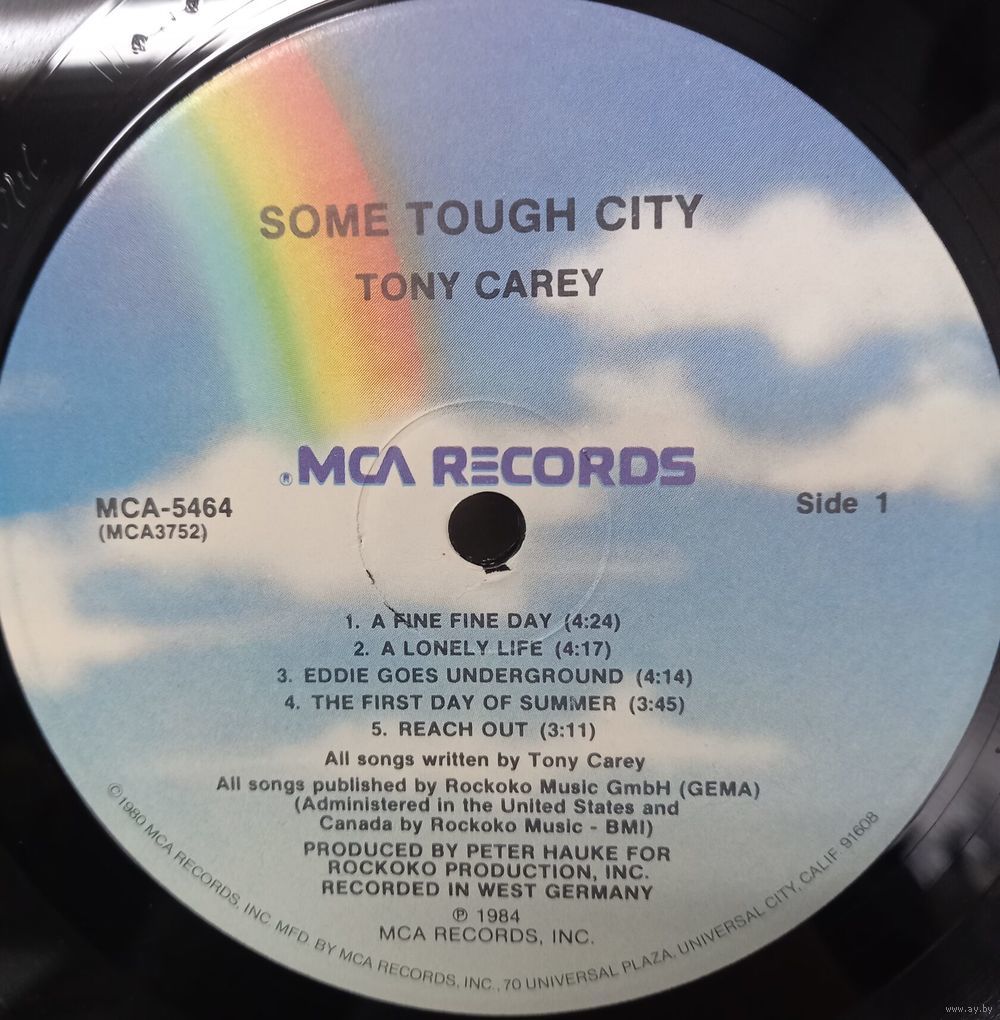 SOME TOUGH CITY
TONY CAREY
®MCA RECORDS
MCA-5464
(MCA3752)
Side 1
1. A FINE FINE DAY (4:24)
2. A LONELY LIFE (4:17)
3. EDDIE GOES UNDERGROUND (4:14)
4. THE FIRST DAY OF SUMMER (3:45)
5. REACH OUT (3:11)
All songs written by Tony Carey
All songs published by Rockoko Music GmbH (GEMA)
(Administered in the United States and
Canada by Rockoko Music - BMI)
PRODUCED BY PETER HAUKE FOR
ROCKOKO PRODUCTION, INC.
RECORDED IN WEST GERMANY
℗ 1984
MCA RECORDS, INC.
©1980 MCA RECORDS, INC. MFD. BY MCA RECORDS, INC., 70 UNIVERSAL PLAZA, UNIVERSAL CITY, CALIF. 91608
www.ay.by